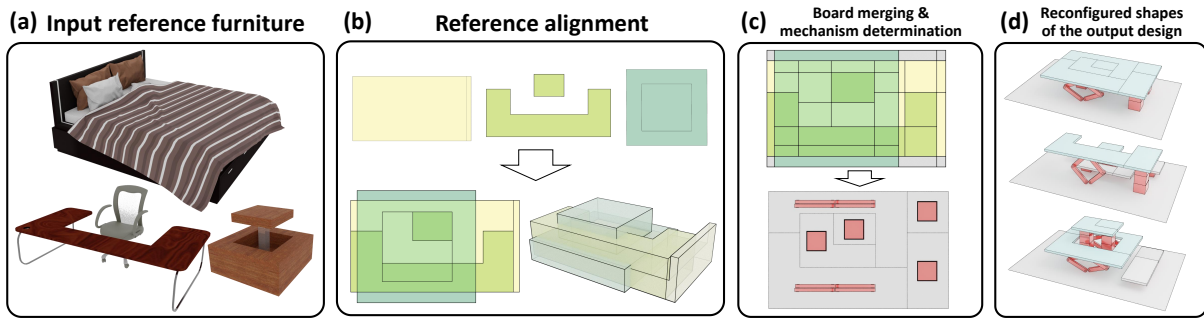 (a) Input reference furniture
(b) Reference alignment
(c) Board merging &
mechanism determination
(d) Reconfigured shapes
of the output design